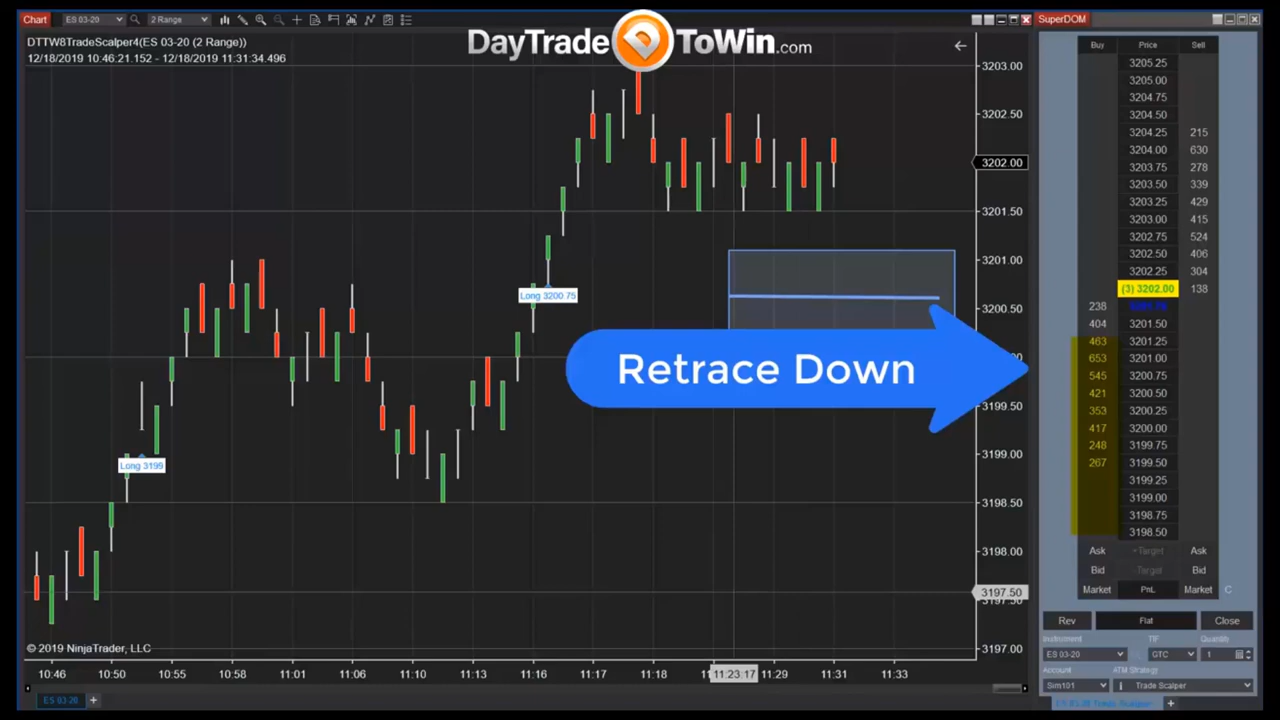 Chart ES 03-20 2 Range
DayTradeToWin.com
SuperDOM
DTTW8TradeScalper4(ES 03-20 (2 Range))
12/18/2019 10:46:21.152 - 12/18/2019 11:31:34.496
3203.00
3202.50
3202.00
3201.50
3201.00
3200.50
3199.50
3199.00
3198.50
3198.00
3197.50
3197.00
Long 3200.75
Long 3199
Retrace Down
Buy Price Sell
3205.25
3205.00
3204.75
3204.50
3204.25 215
3204.00 630
3203.75 278
3203.50 339
3203.25 429
3203.00 415
3202.75 524
3202.50 406
3202.25 304
(3) 3202.00 138
238
404 3201.50
463 3201.25
653 3201.00
545 3200.75
421 3200.50
353 3200.25
417 3200.00
248 3199.75
267 3199.50
3199.25
3199.00
3198.75
3198.50
Ask -Target Ask
Bid -Target Bid
Market PnL Market C
Rev Flat Close
Instrument TIF Quantity
ES 03-20 GTC 1
Account ATM Strategy
Sim101 Trade Scalper
© 2019 NinjaTrader, LLC
10:46 10:50 10:55 10:58 11:01 11:06 11:10 11:13 11:16 11:17 11:18 11:23:17 11:29 11:31 11:33
ES 03-20 +